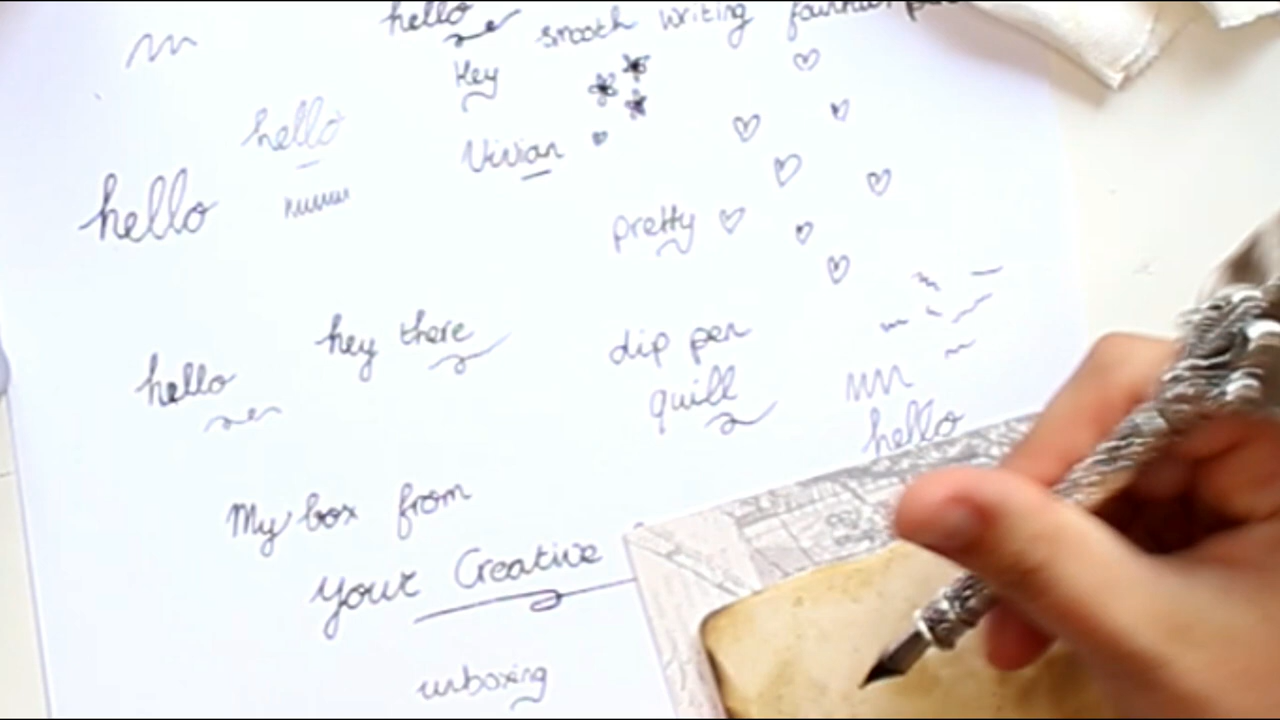 hello
smooth writing fountain
Hey
hello
Vivian
hello
pretty
hey there
dip pen
hello
quill
hello
My box from
Your Creative
unboxing